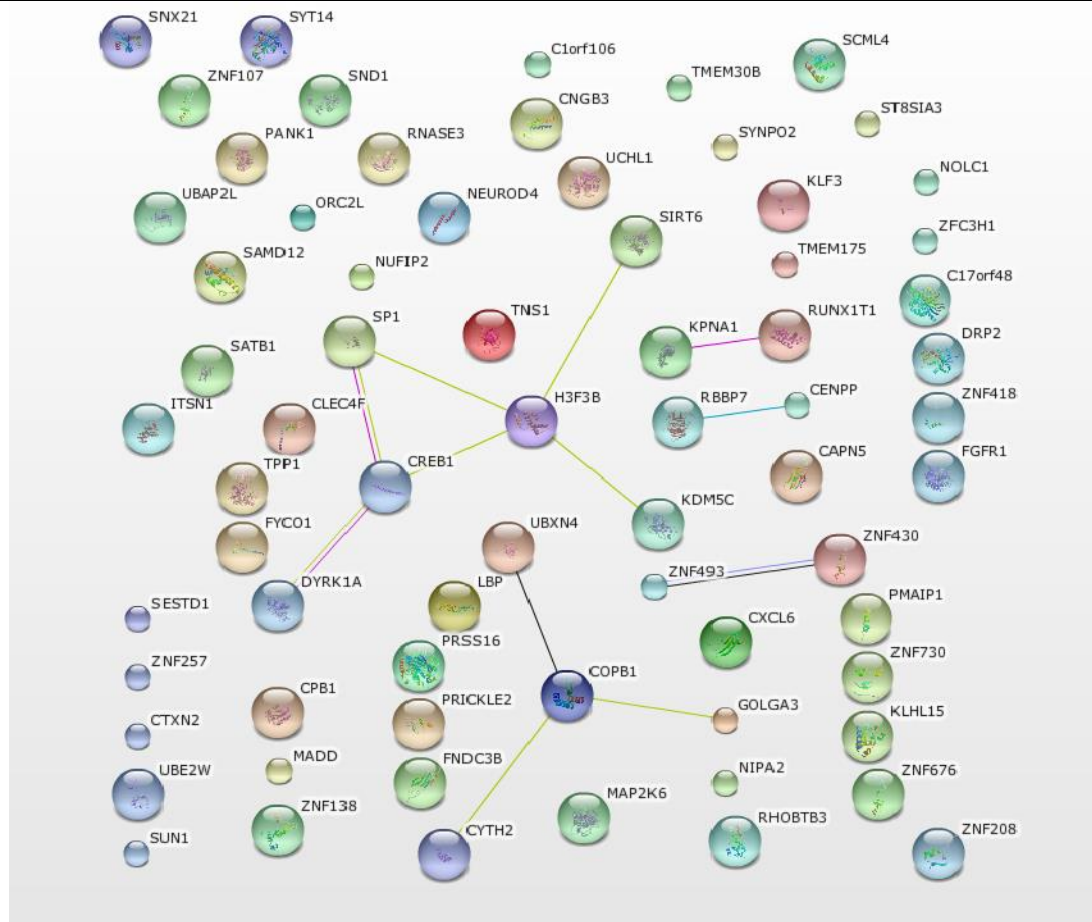 SNX21
SYT14
C1orf106
SCML4
ZNF107
SND1
TMEM30B
CNGB3
ST8SIA3
PANK1
RNASE3
SYNPO2
UCHL1
NOLC1
KLF3
UBAP2L
ORC2L
NEUROD4
SIRT6
ZFC3H1
SAMD12
NUFIP2
TMEM175
C17orf48
SP1
TNS1
KPNA1
RUNX1T1
DRP2
SATB1
H3F3B
RBBP7
CENPP
ZNF418
ITSN1
CLEC4F
TPP1
CREB1
CAPN5
FGFR1
KDM5C
FYCO1
UBXN4
ZNF430
DYRK1A
LBP
ZNF493
SESTD1
PMAIP1
CXCL6
PRSS16
ZNF257
ZNF730
COPB1
CPB1
PRICKLE2
GOLGA3
KLHL15
CTXN2
MADD
FNDC3B
UBE2W
NIPA2
ZNF676
ZNF138
MAP2K6
RHOBTB3
SUN1
CYTH2
ZNF208